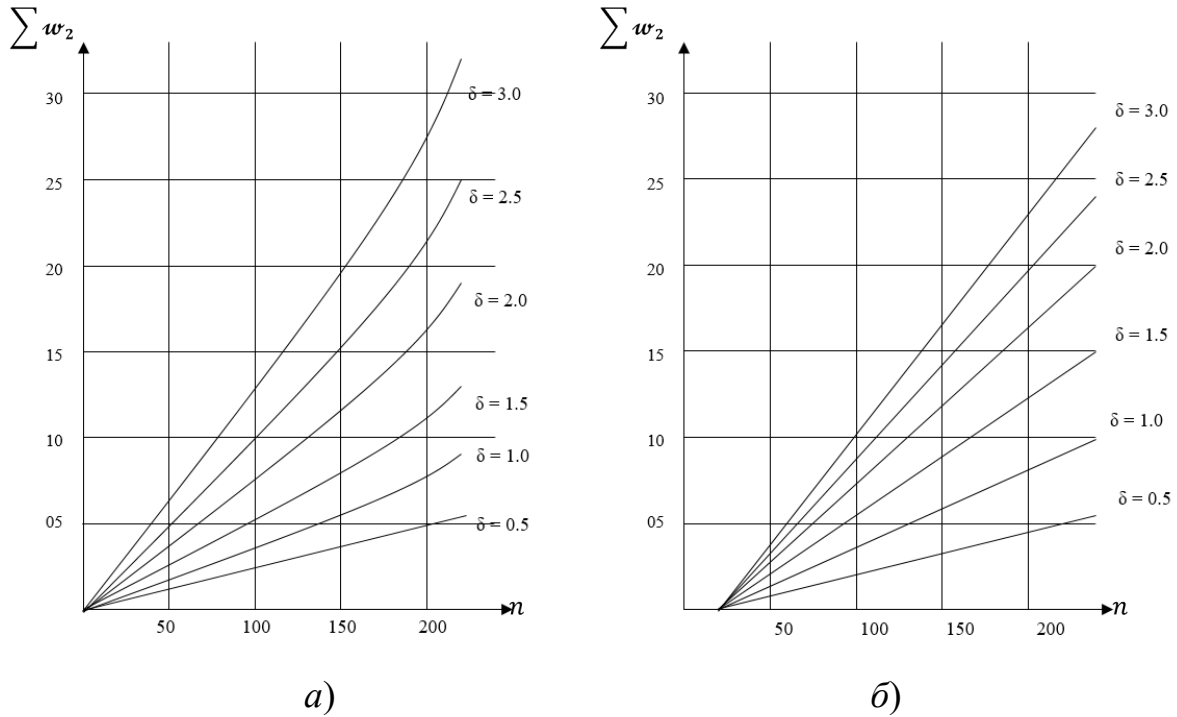 ∑ w₂
30
25
20
15
10
05
50 100 150 200
n
δ = 3.0
δ = 2.5
δ = 2.0
δ = 1.5
δ = 1.0
δ = 0.5
а)
∑ w₂
30
25
20
15
10
05
50 100 150 200
n
δ = 3.0
δ = 2.5
δ = 2.0
δ = 1.5
δ = 1.0
δ = 0.5
б)